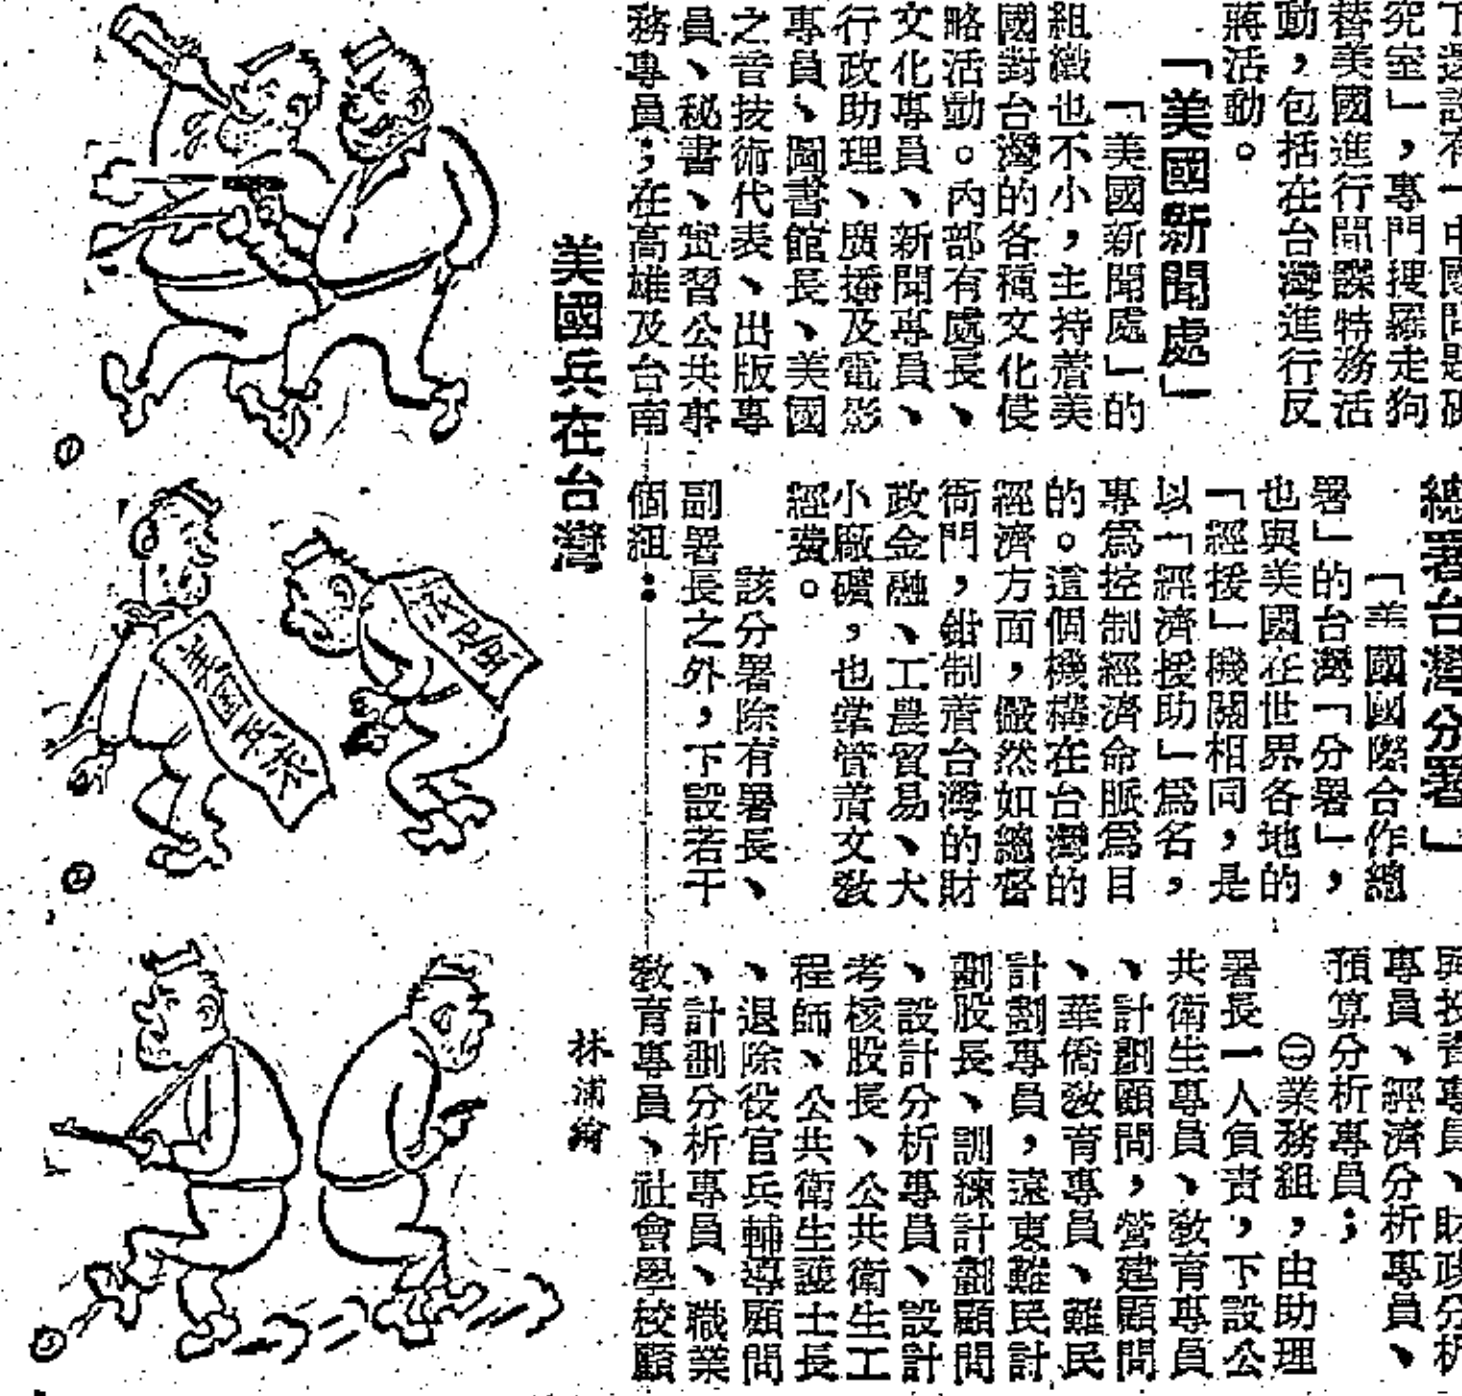 究室」，專門搜羅走狗
替美國進行間諜特務活
動，包括在台灣進行反
蔣活動。
「美國新聞處」
「美國新聞處」的
組織也不小，主持着美
國對台灣的各種文化侵
略活動。內部有處長、
文化專員、新聞專員、
行政助理、廣播及電影
專員、圖書館長、美國
之音技術代表、出版專
員、秘書、實習公共事
務專員；在高雄及台南
總署台灣分署」
「美國國際合作總
署」的台灣「分署」，
也與美國在世界各地的
「經援」機關相同，是
以「經濟援助」爲名，
專爲控制經濟命脈爲目
的。這個機構在台灣的
經濟方面，儼然如總督
衙門，鉗制着台灣的財
政金融、工農貿易、大
小廠礦，也掌管着文敎
經費。
該分署除有署長、
副署長之外，下設若干
個組：
專員、經濟分析專員、
預算分析專員；
㊂業務組，由助理
署長一人負責，下設公
共衛生專員、敎育專員
、計劃顧問，營建顧問
、華僑敎育專員、難民
計劃專員，遠東難民計
劃股長、訓練計劃顧問
、設計分析專員、設計
考核股長、公共衛生工
程師、公共衛生護士長
、退除役官兵輔導顧問
、計劃分析專員、職業
敎育專員、社會學校顧
美國兵在台灣
林浦繪
①
②
③